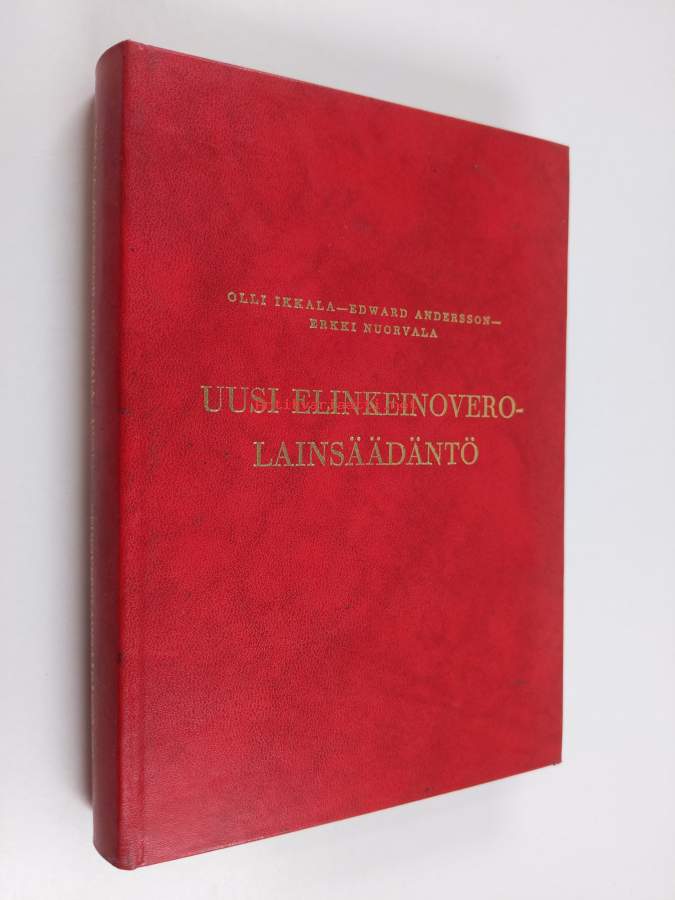 OLLI IKKALA—EDWARD ANDERSSON—
ERKKI NUORVALA
UUSI ELINKEINOVERO-
LAINSÄÄDÄNTÖ